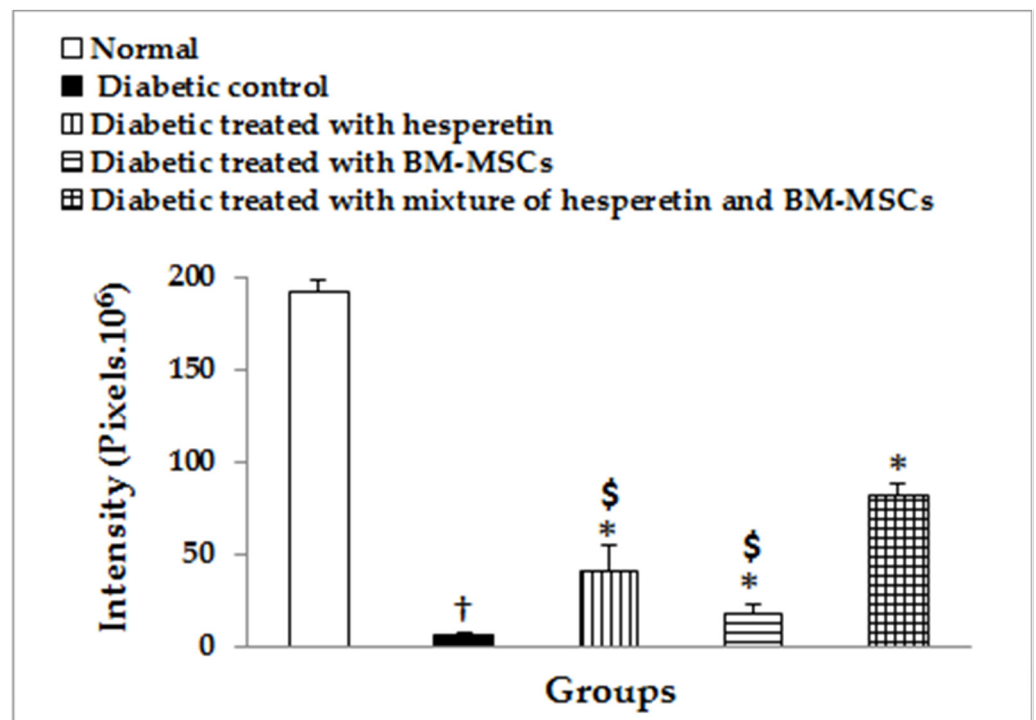 Normal
Diabetic control
Diabetic treated with hesperetin
Diabetic treated with BM-MSCs
Diabetic treated with mixture of hesperetin and BM-MSCs
Intensity (Pixels.10⁶)
200
150
100
50
0
†
$
*
$
*
*
Groups